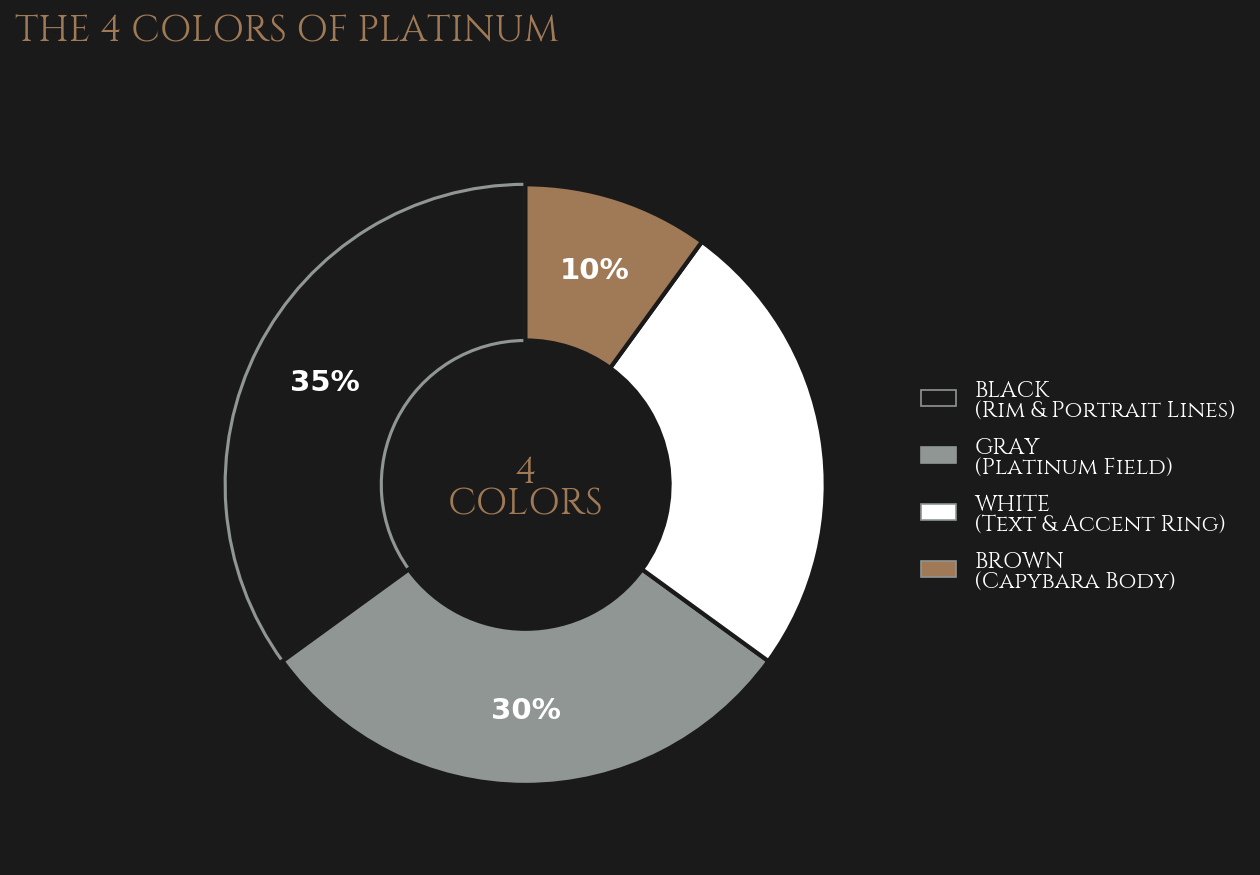 THE 4 COLORS OF PLATINUM
10%
35%
4
COLORS
30%
BLACK
(Rim & Portrait Lines)
GRAY
(Platinum Field)
WHITE
(Text & Accent Ring)
BROWN
(Capybara Body)